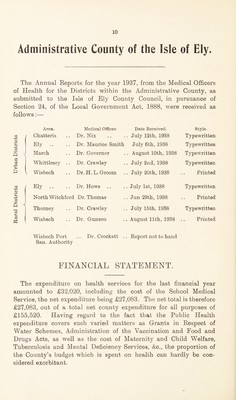 10
Administrative County of the Isle of Ely.
The Annual Reports for the year 1937, from the Medical Officers
of Health for the Districts within the Administrative County, as
submitted to the Isle of Ely County Council, in pursuance of
Section 24, of the Local Government Act, 1888, were received as
follows :—
Area. Medical Officer. Date Received. Style.
Urban Districts
Chatteris .. Dr. Nix .. .. July 12th, 1938 Typewritten
Ely .. .. Dr. Maurice Smith July 6th, 1938 Typewritten
March .. Dr. Governor .. August 10th, 1938 Typewritten
Whittlesey .. Dr. Crawley .. July 2nd, 1938 Typewritten
Wisbech .. Dr. H. L. Groom .. July 20th, 1938 .. Printed
Rural Districts
Ely .. .. Dr. Howe .. .. July 1st, 1938 Typewritten
North Witchford Dr. Thomas .. Jun 29th, 1938 .. Printed
Thorney .. Dr. Crawley .. July 15th, 1938 Typewritten
Wisbech .. Dr. Gunson .. August 11th, 1938 .. Printed
Wisbech Port ... Dr. Crockatt .. Report not to hand
San. Authority
FINANCIAL STATEMENT.
The expenditure on health services for the last financial year
amounted to £32,020, including the cost of the School Medical
Service, the net expenditure being £27,083. The net total is therefore
£27,083, out of a total net county expenditure for all purposes of
£155,520. Having regard to the fact that the Public Health
expenditure covers such varied matters as Grants in Respect of
Water Schemes, Administration of the Vaccination and Food and
Drugs Acts, as well as the cost of Maternity and Child Welfare,
Tuberculosis and Mental Deficiency Services, &c., the proportion of
the County's budget which is spent on health can hardly be con-
sidered exorbitant.